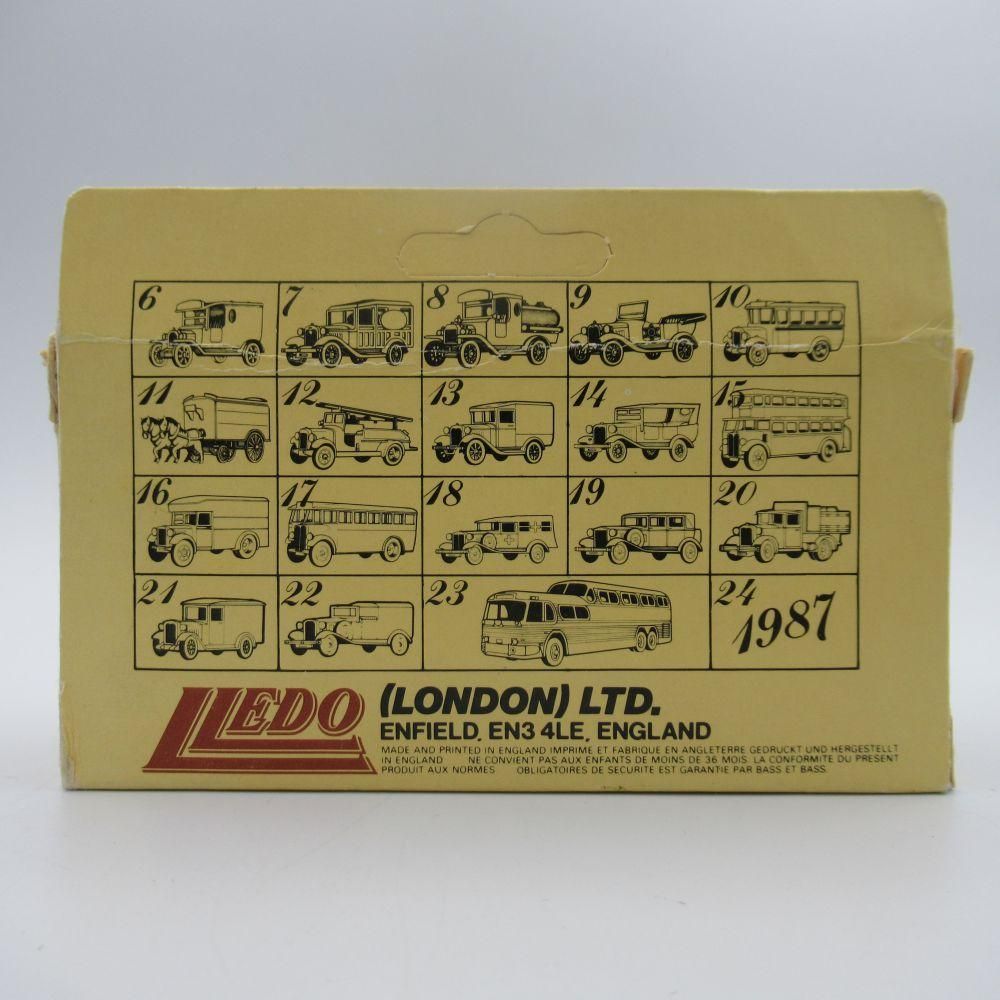 6 7 8 9 10
11 12 13 14 15
16 17 18 19 20
21 22 23 24 1987
LLEDO (LONDON) LTD.
ENFIELD, EN3 4LE, ENGLAND
MADE AND PRINTED IN ENGLAND IMPRIME ET FABRIQUE EN ANGLETERRE GEDRUCKT UND HERGESTELLT
IN ENGLAND NE CONVIENT PAS AUX ENFANTS DE MOINS DE 36 MOIS. LA CONFORMITE DU PRESENT
PRODUIT AUX NORMES OBLIGATOIRES DE SECURITE EST GARANTIE PAR BASS ET BASS.